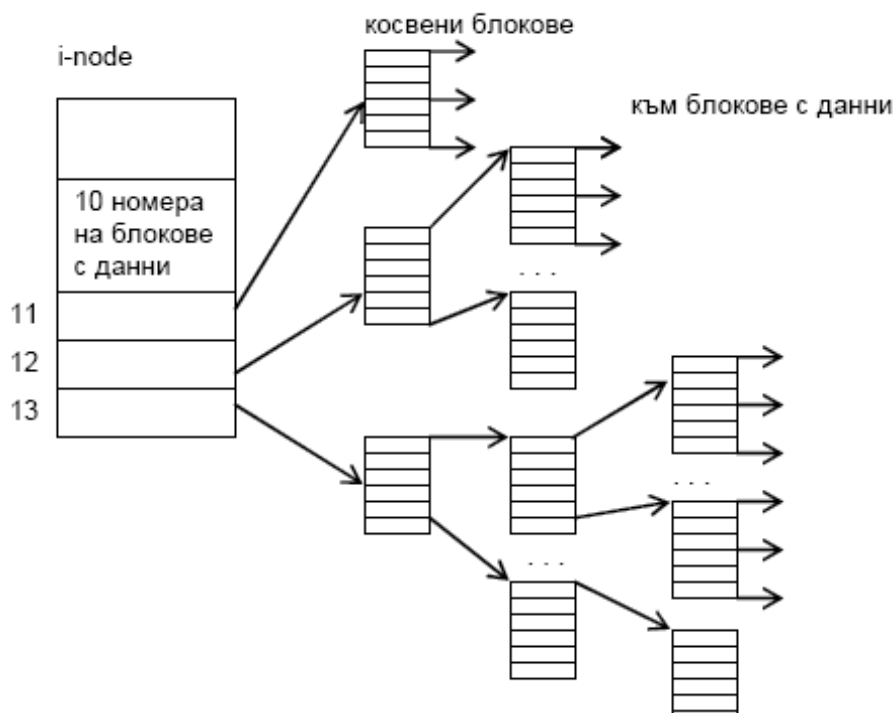 косвени блокове
i-node
към блокове с данни
10 номера
на блокове
с данни
. . .
11
12
13
. . .
. . .